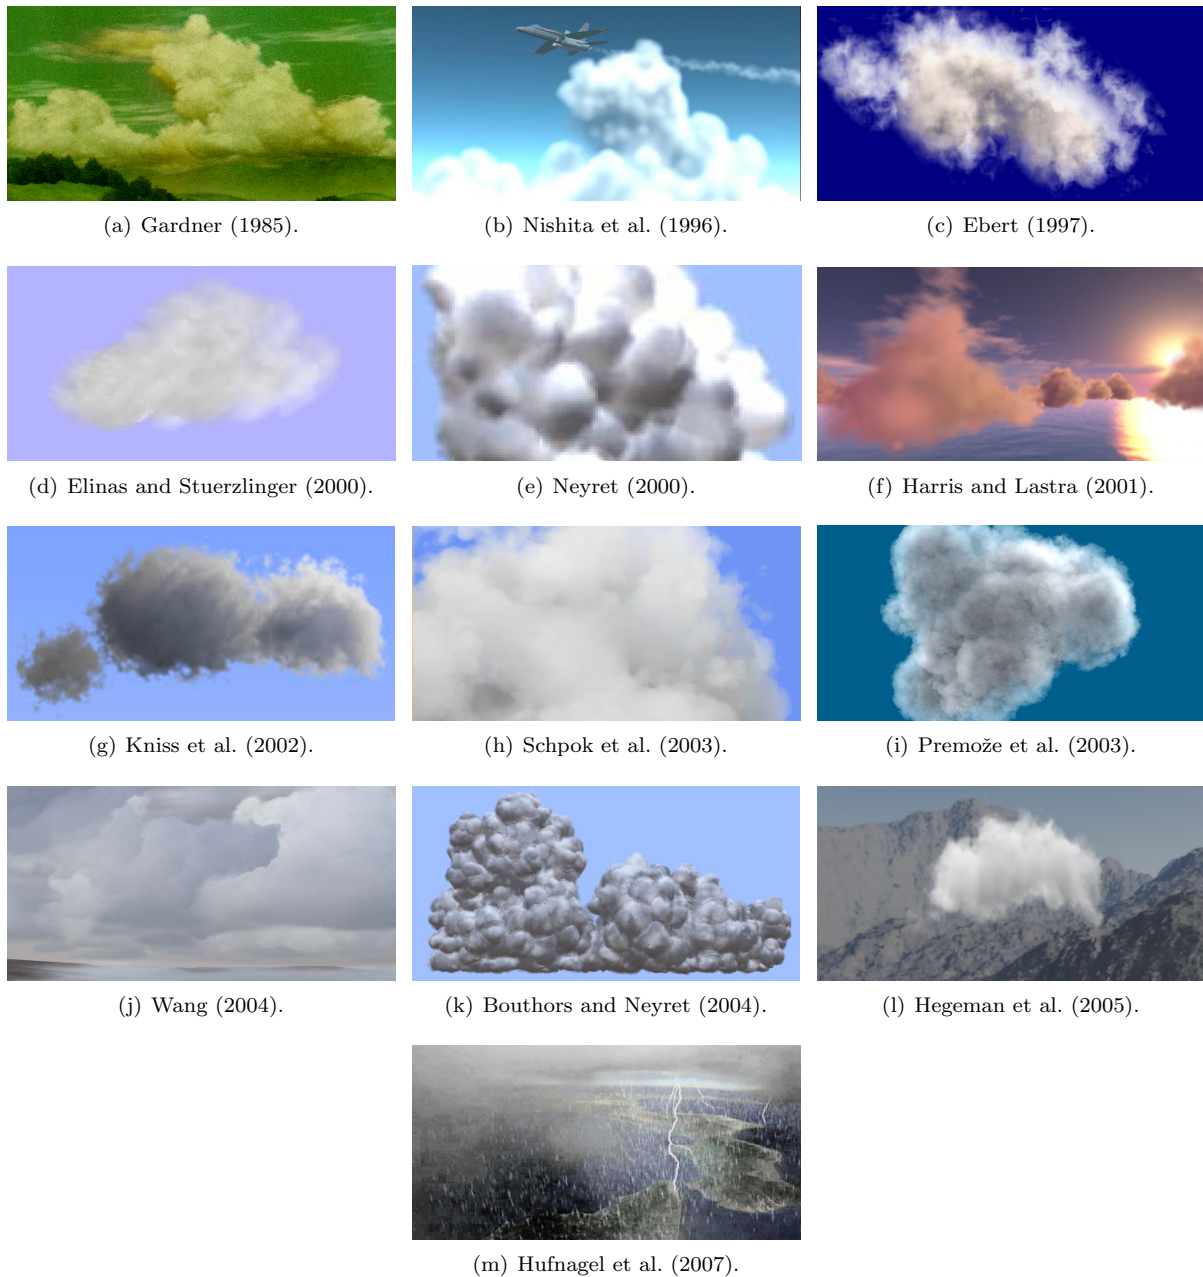 (a) Gardner (1985).
(b) Nishita et al. (1996).
(c) Ebert (1997).
(d) Elinas and Stuerzlinger (2000).
(e) Neyret (2000).
(f) Harris and Lastra (2001).
(g) Kniss et al. (2002).
(h) Schpok et al. (2003).
(i) Premože et al. (2003).
(j) Wang (2004).
(k) Bouthors and Neyret (2004).
(l) Hegeman et al. (2005).
(m) Hufnagel et al. (2007).